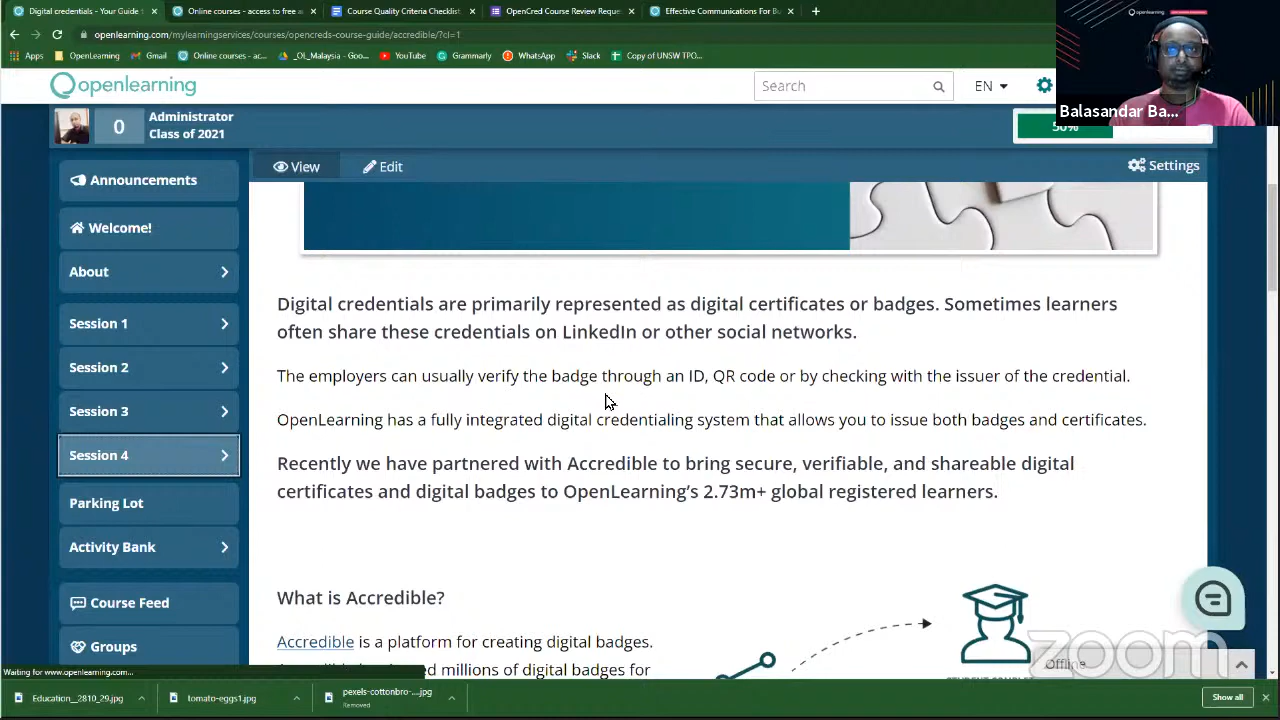 Digital credentials - Your Guide
Online courses - access to free a
Course Quality Criteria Checklist
OpenCred Course Review Reque
Effective Communications For Bu
openlearning.com/mylearningservices/courses/opencreds-course-guide/accredible/?cl=1
Apps
OpenLearning
Gmail
Online courses - ac...
_OL_Malaysia - Goo...
YouTube
Grammarly
WhatsApp
Slack
Copy of UNSW TPO...
openlearning
Balasandar Ba...
openlearning
Search
EN
0
Administrator
Class of 2021
50%
View
Edit
Settings
Announcements
Welcome!
About
Session 1
Session 2
Session 3
Session 4
Parking Lot
Activity Bank
Course Feed
Groups
Digital credentials are primarily represented as digital certificates or badges. Sometimes learners
often share these credentials on LinkedIn or other social networks.
The employers can usually verify the badge through an ID, QR code or by checking with the issuer of the credential.
OpenLearning has a fully integrated digital credentialing system that allows you to issue both badges and certificates.
Recently we have partnered with Accredible to bring secure, verifiable, and shareable digital
certificates and digital badges to OpenLearning's 2.73m+ global registered learners.
What is Accredible?
Accredible is a platform for creating digital badges.
millions of digital badges for
Offline
zoom
Waiting for www.openlearning.com...
Education_2810_29.jpg
tomato-eggs1.jpg
pexels-cottonbro-....jpg
Removed
Show all